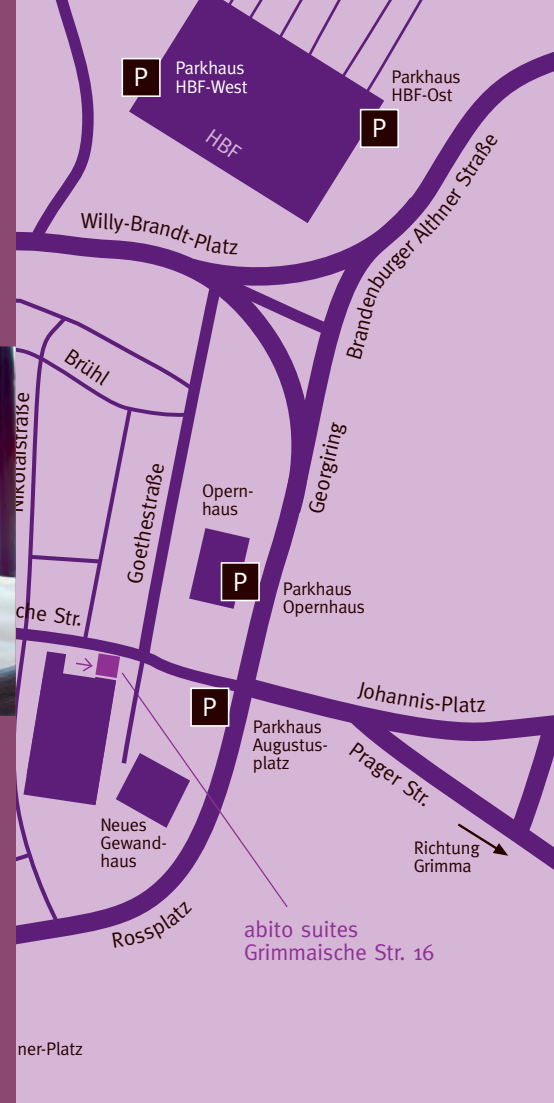 P
Parkhaus
HBF-West
Parkhaus
HBF-Ost
P
HBF
Willy-Brandt-Platz
Brandenburger Althner Straße
Brühl
Nikolaistraße
Goethestraße
Georgiring
Opern-
haus
P
Parkhaus
Opernhaus
che Str.
P
Johannis-Platz
Parkhaus
Augustus-
platz
Prager Str.
Neues
Gewand-
haus
Richtung
Grimma
Rossplatz
abito suites
Grimmaische Str. 16
ner-Platz